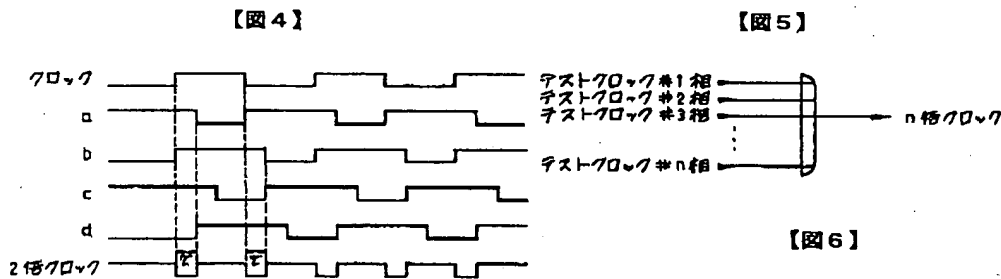 【図4】
クロック
a
b
c
d
2倍クロック
τ
τ
【図5】
テストクロック#1相
テストクロック#2相
テストクロック#3相
テストクロック#n相
n倍クロック
【図6】